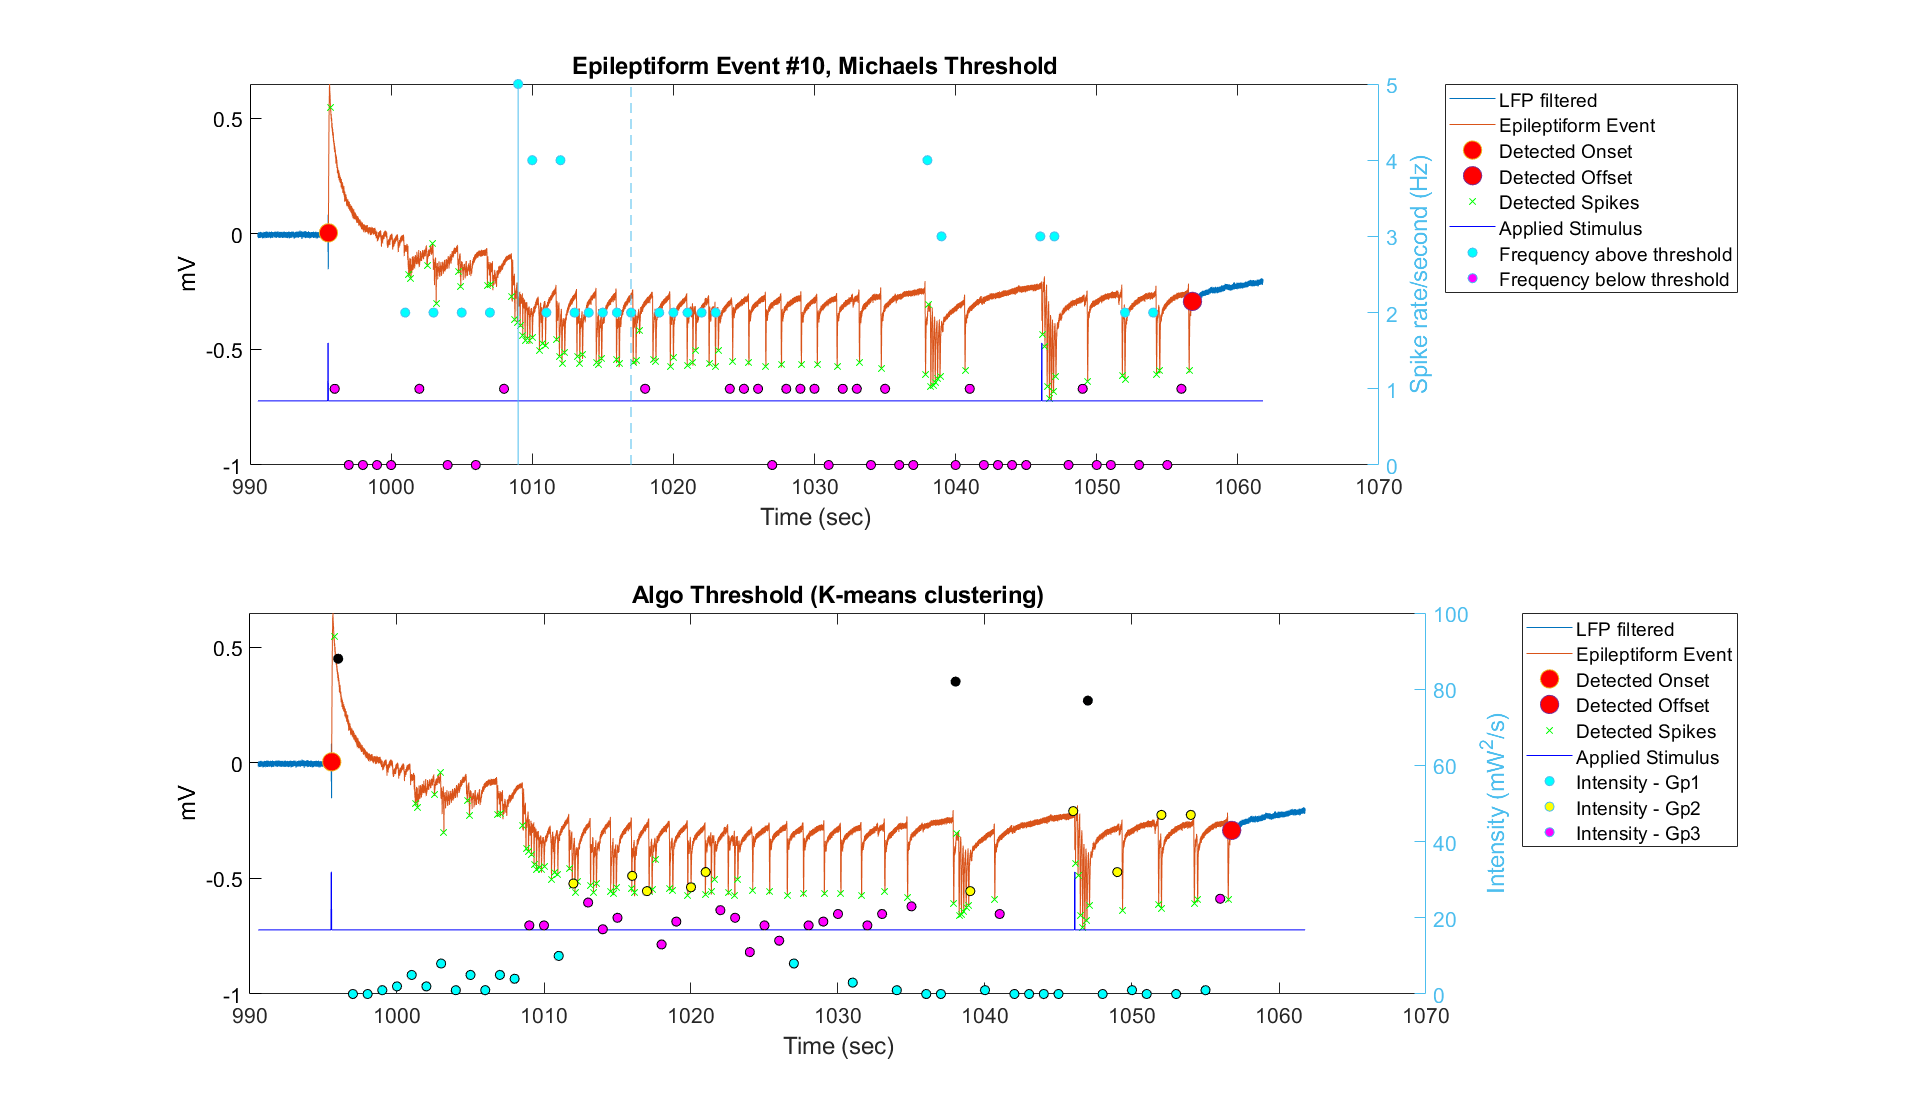 Epileptiform Event #10, Michaels Threshold
0.5
0
-0.5
-1
mV
990
1000
1010
1020
1030
1040
1050
1060
1070
Time (sec)
5
4
3
2
1
0
Spike rate/second (Hz)
LFP filtered
Epileptiform Event
Detected Onset
Detected Offset
Detected Spikes
Applied Stimulus
Frequency above threshold
Frequency below threshold
Algo Threshold (K-means clustering)
0.5
0
-0.5
-1
mV
990
1000
1010
1020
1030
1040
1050
1060
1070
Time (sec)
100
80
60
40
20
0
Intensity (mW²/s)
LFP filtered
Epileptiform Event
Detected Onset
Detected Offset
Detected Spikes
Applied Stimulus
Intensity - Gp1
Intensity - Gp2
Intensity - Gp3